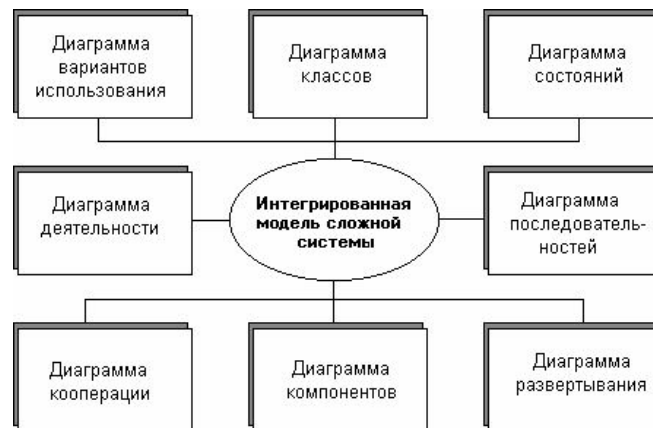 Диаграмма
вариантов
использования
Диаграмма
классов
Диаграмма
состояний
Диаграмма
деятельности
Интегрированная
модель сложной
системы
Диаграмма
последователь-
ностей
Диаграмма
кооперации
Диаграмма
компонентов
Диаграмма
развертывания